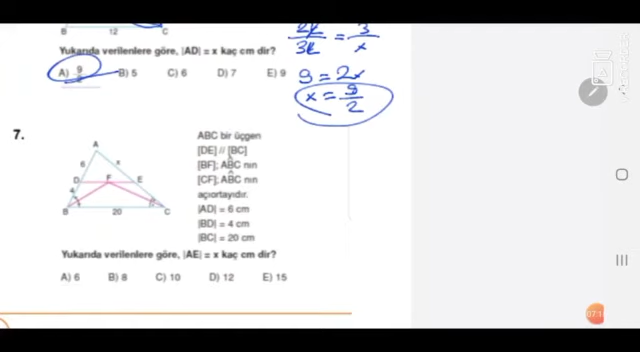 B 12 C
Yukarıda verilenlere göre, |AD| = x kaç cm dir?
A) 9/2 B) 5 C) 6 D) 7 E) 9
2k/3k = 3/x
9 = 2x
x = 9/2
7.
A
6 x
D F E
4
B 20 C
ABC bir üçgen
[DE] // [BC]
[BF]; ABC nın
[CF]; ABC nın
açıortayıdır.
|AD| = 6 cm
|BD| = 4 cm
|BC| = 20 cm
Yukarıda verilenlere göre, |AE| = x kaç cm dir?
A) 6 B) 8 C) 10 D) 12 E) 15